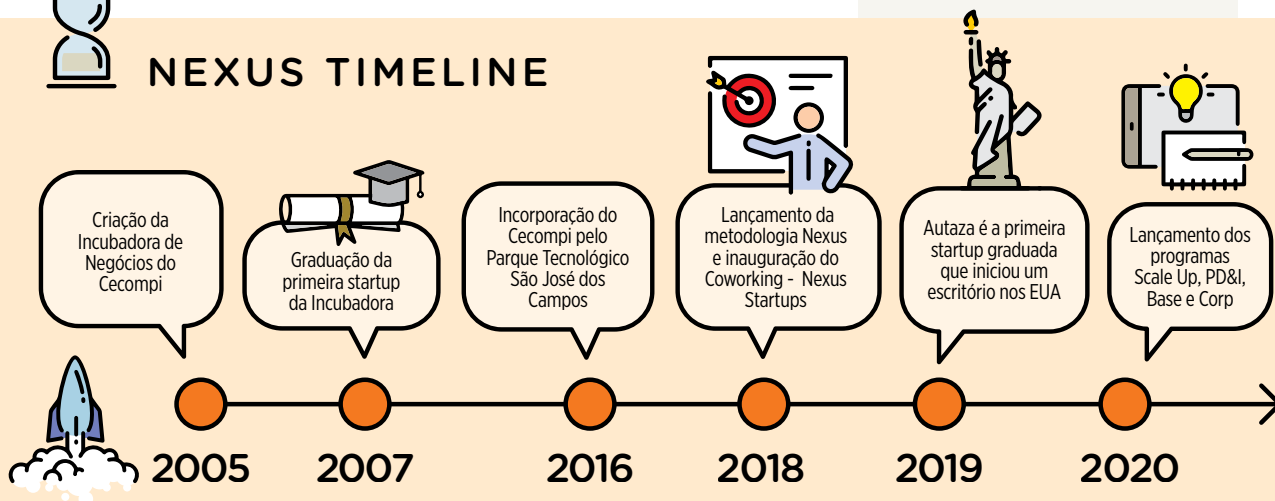 NEXUS TIMELINE
Criação da
Incubadora de
Negócios do
Cecompi
Graduação da
primeira startup
da Incubadora
Incorporação do
Cecompi pelo
Parque Tecnológico
São José dos
Campos
Lançamento da
metodologia Nexus
e inauguração do
Coworking - Nexus
Startups
Autaza é a primeira
startup graduada
que iniciou um
escritório nos EUA
Lançamento dos
programas
Scale Up, PD&I,
Base e Corp
2005
2007
2016
2018
2019
2020